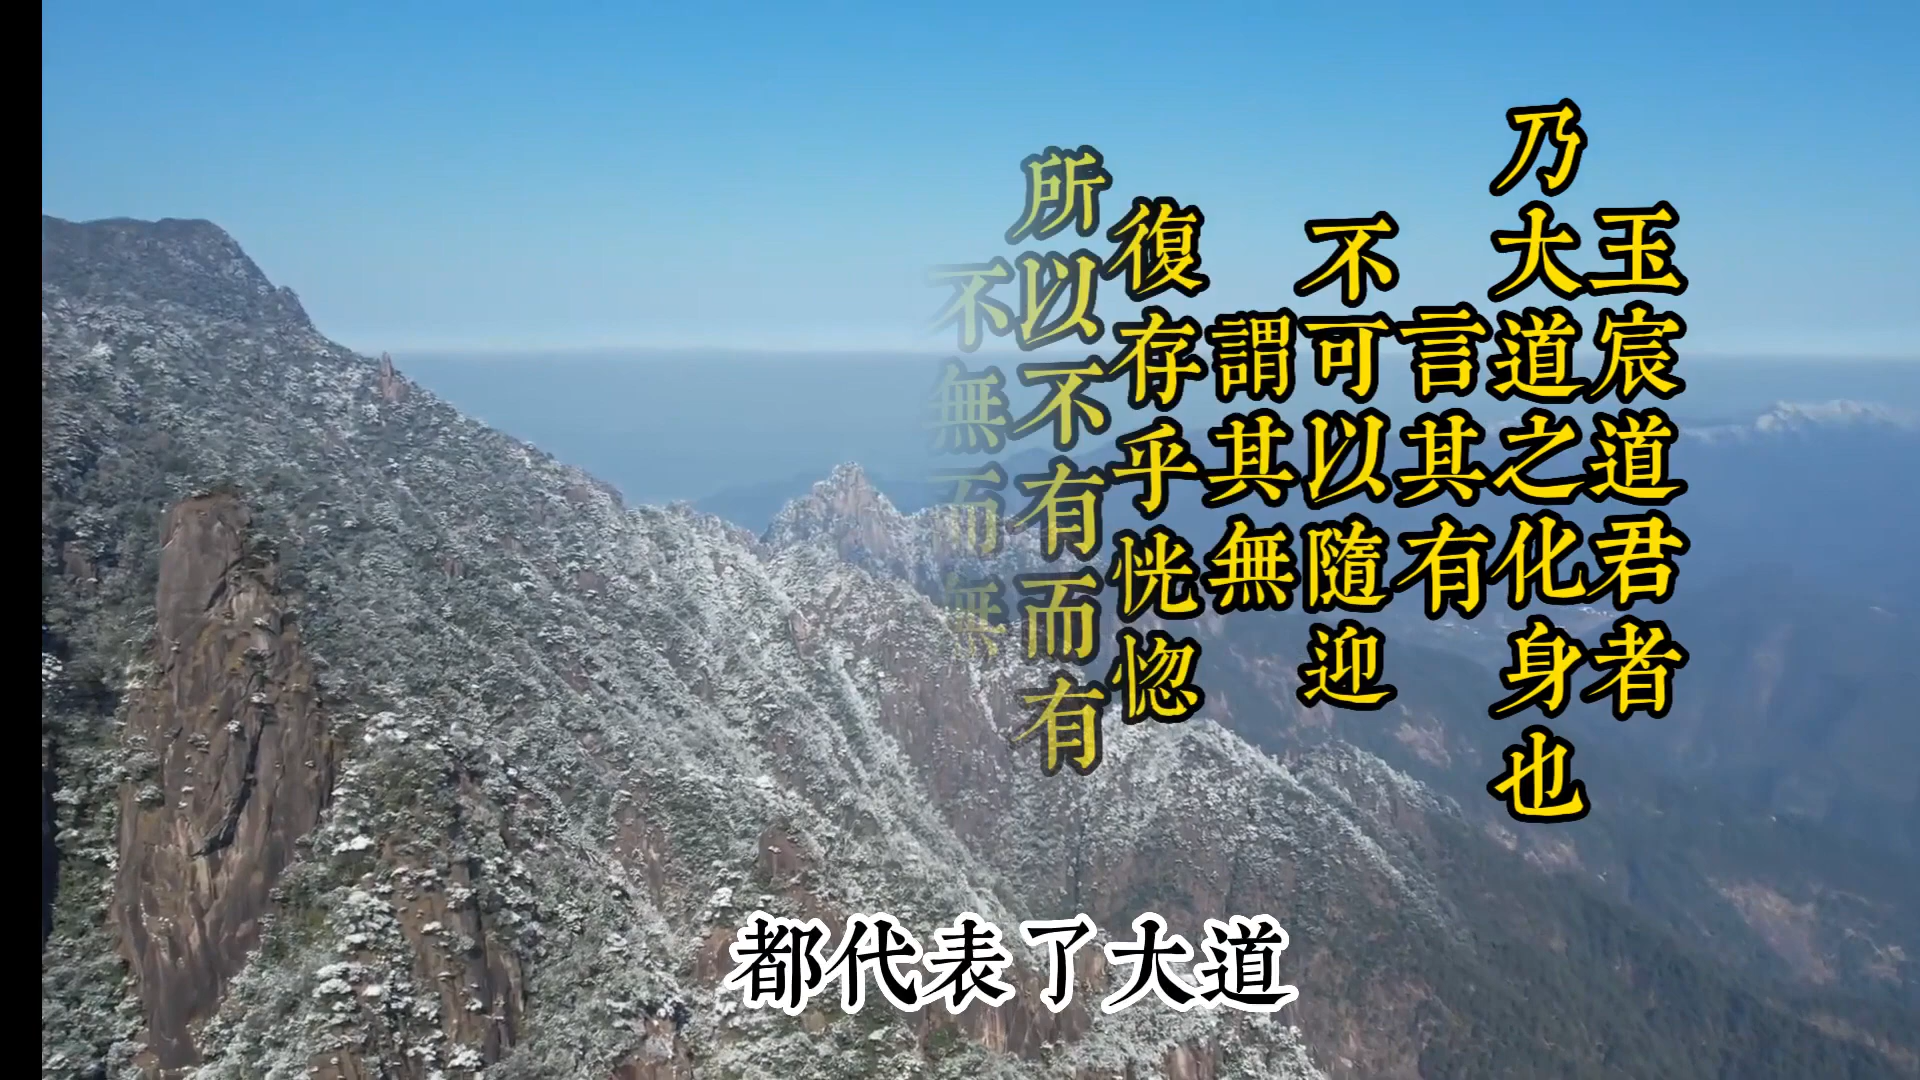 玉宸道君者
乃大道之化身也
言其有
不可以隨迎
謂其無
復存乎恍惚
所以不有而有
不無而無
都代表了大道